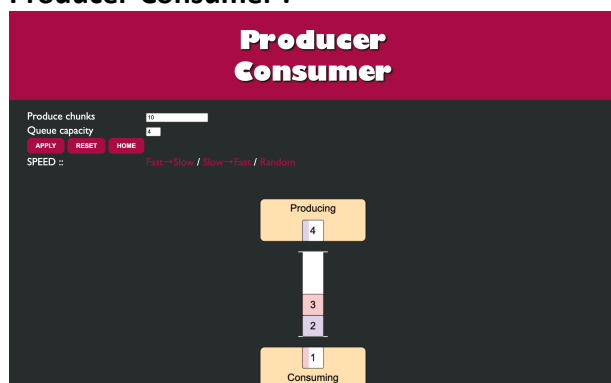 Producer Consumer :
Producer
Consumer
Produce chunks 10
Queue capacity 4
APPLY RESET HOME
SPEED :: Fast→Slow / Slow→Fast / Random
Producing
4
3
2
1
Consuming